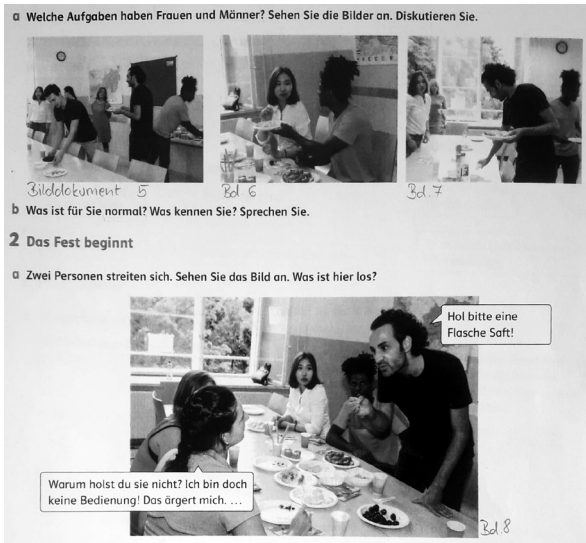 a Welche Aufgaben haben Frauen und Männer? Sehen Sie die Bilder an. Diskutieren Sie.
Bilddokument 5
Bd 6
Bd. 7
b Was ist für Sie normal? Was kennen Sie? Sprechen Sie.
2 Das Fest beginnt
a Zwei Personen streiten sich. Sehen Sie das Bild an. Was ist hier los?
Hol bitte eine
Flasche Saft!
Warum holst du sie nicht? Ich bin doch
keine Bedienung! Das ärgert mich. ...
Bd. 8